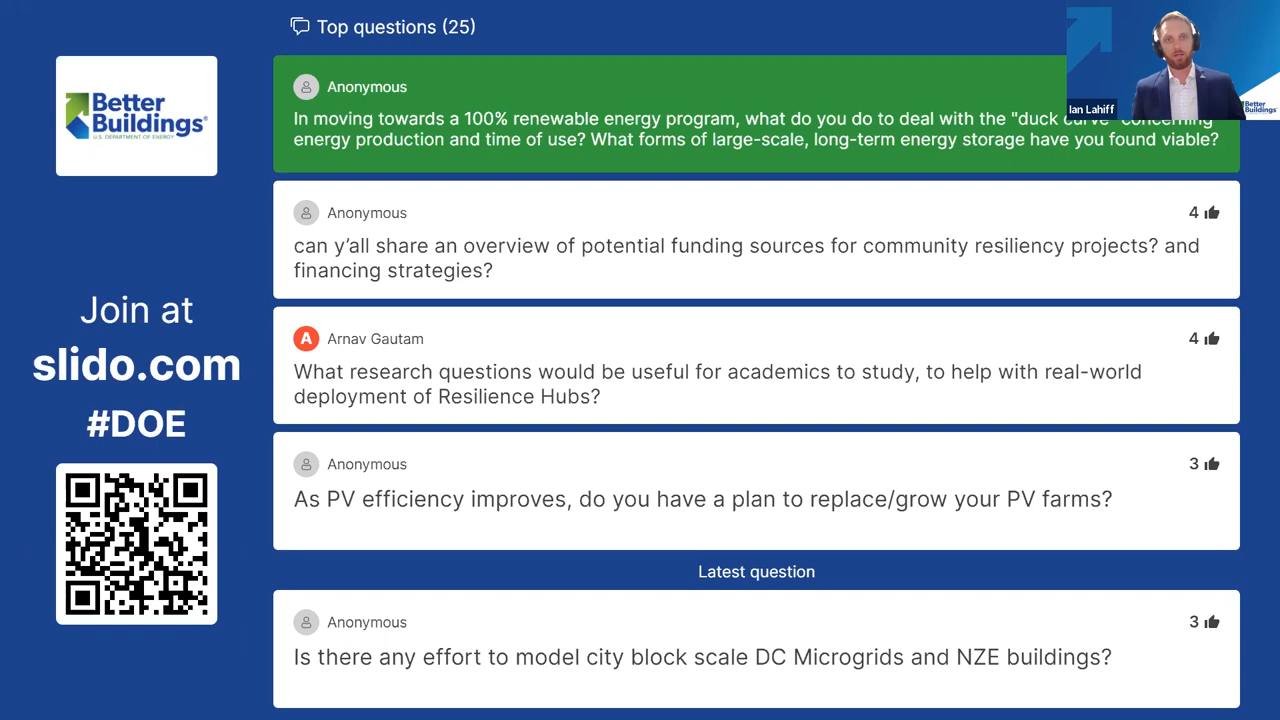 Top questions (25)
Better
Buildings®
U.S. DEPARTMENT OF ENERGY
Join at
slido.com
#DOE
Anonymous
In moving towards a 100% renewable energy program, what do you do to deal with the "duck curve" concerning
energy production and time of use? What forms of large-scale, long-term energy storage have you found viable?
Anonymous
4
can y’all share an overview of potential funding sources for community resiliency projects? and
financing strategies?
A
Arnav Gautam
4
What research questions would be useful for academics to study, to help with real-world
deployment of Resilience Hubs?
Anonymous
3
As PV efficiency improves, do you have a plan to replace/grow your PV farms?
Latest question
Anonymous
3
Is there any effort to model city block scale DC Microgrids and NZE buildings?
Ian Lahiff
Better
Buildings